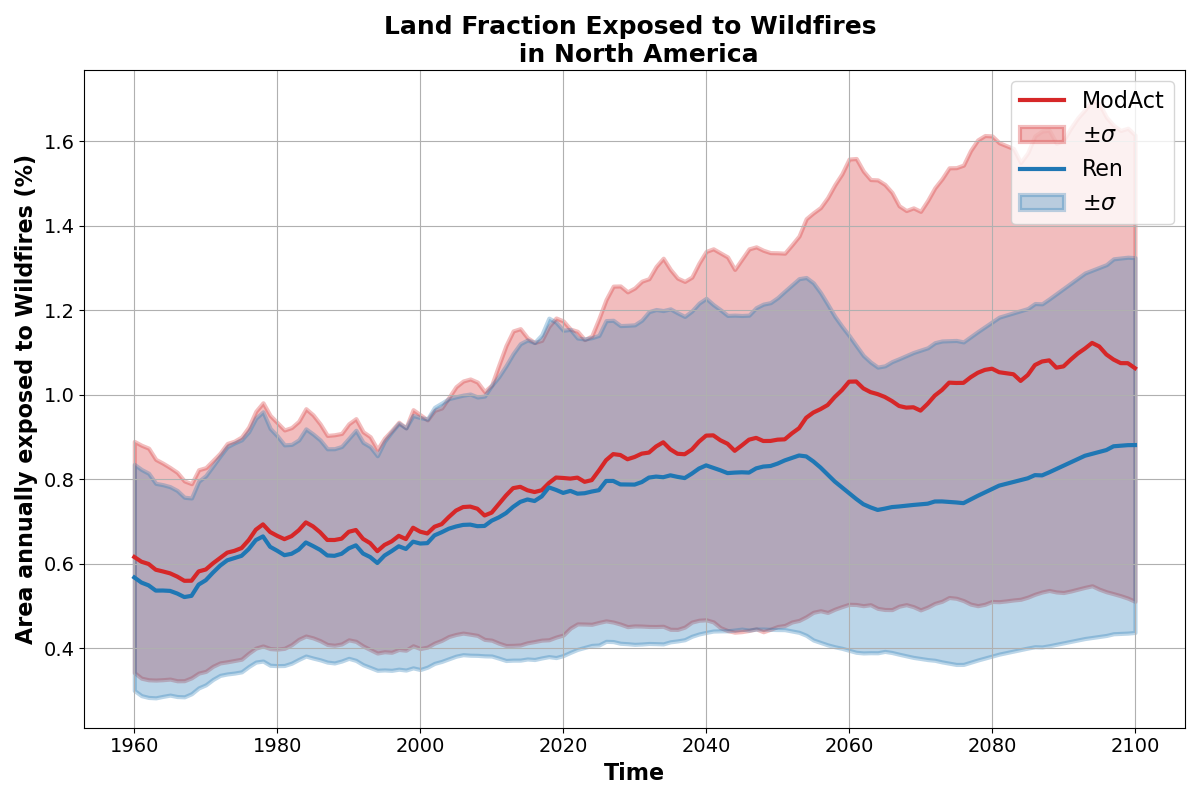 Land Fraction Exposed to Wildfires
in North America
Area annually exposed to Wildfires (%)
1.6
1.4
1.2
1.0
0.8
0.6
0.4
ModAct
±σ
Ren
±σ
1960 1980 2000 2020 2040 2060 2080 2100
Time